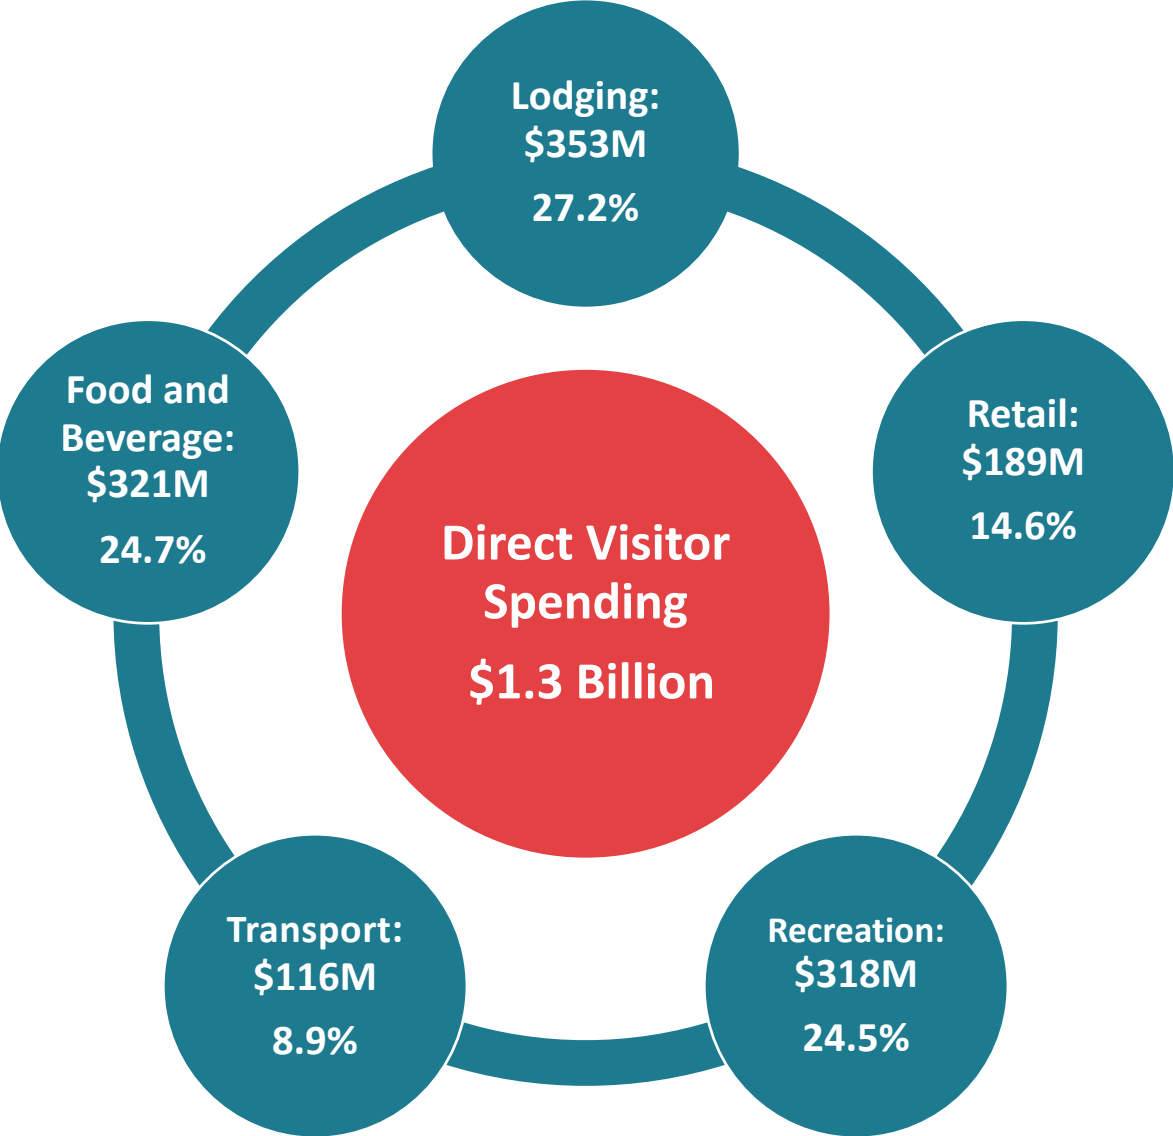 Lodging:
$353M
27.2%
Retail:
$189M
14.6%
Recreation:
$318M
24.5%
Transport:
$116M
8.9%
Food and
Beverage:
$321M
24.7%
Direct Visitor
Spending
$1.3 Billion